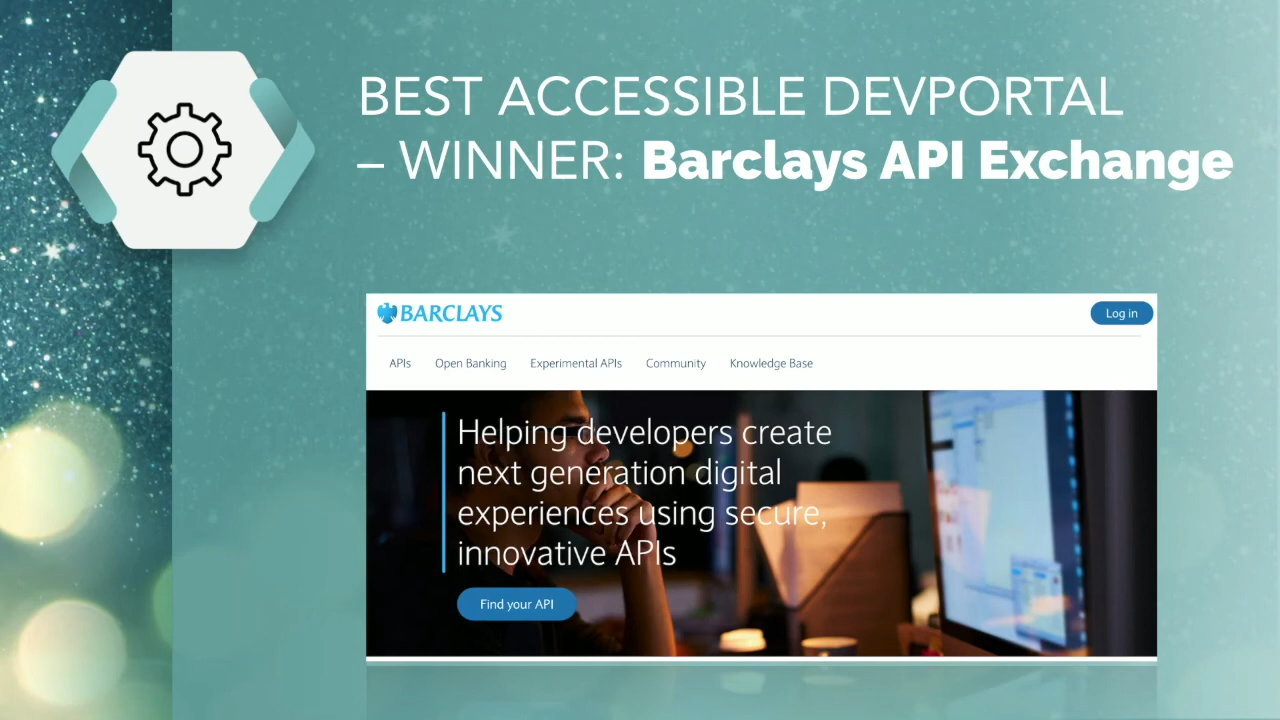 BEST ACCESSIBLE DEVPORTAL
– WINNER: Barclays API Exchange
BARCLAYS
Log in
APIs Open Banking Experimental APIs Community Knowledge Base
Helping developers create
next generation digital
experiences using secure,
innovative APIs
Find your API